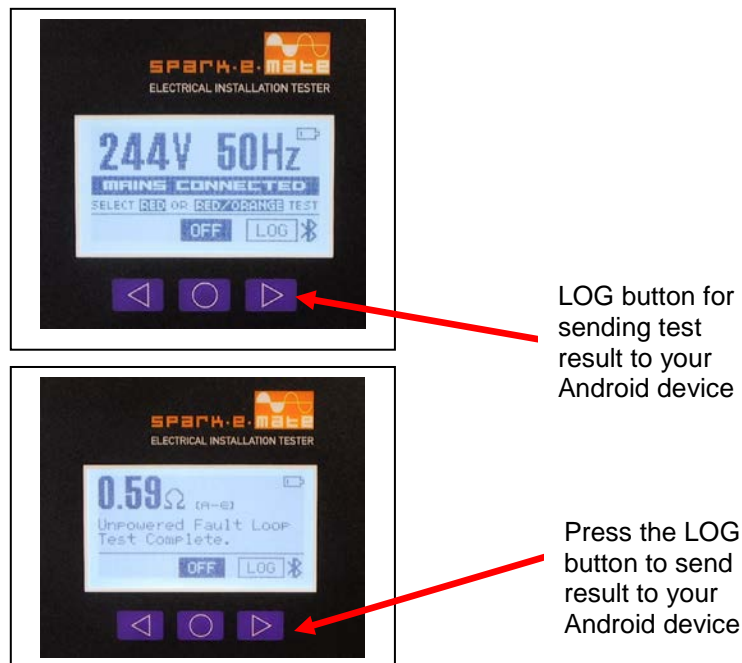 spark·e·mate
ELECTRICAL INSTALLATION TESTER
244V 50Hz
MAINS CONNECTED
SELECT RED OR RED/ORANGE TEST
OFF LOG
LOG button for
sending test
result to your
Android device
spark·e·mate
ELECTRICAL INSTALLATION TESTER
0.59Ω (A-E)
Unpowered Fault Loop
Test Complete.
OFF LOG
Press the LOG
button to send
result to your
Android device